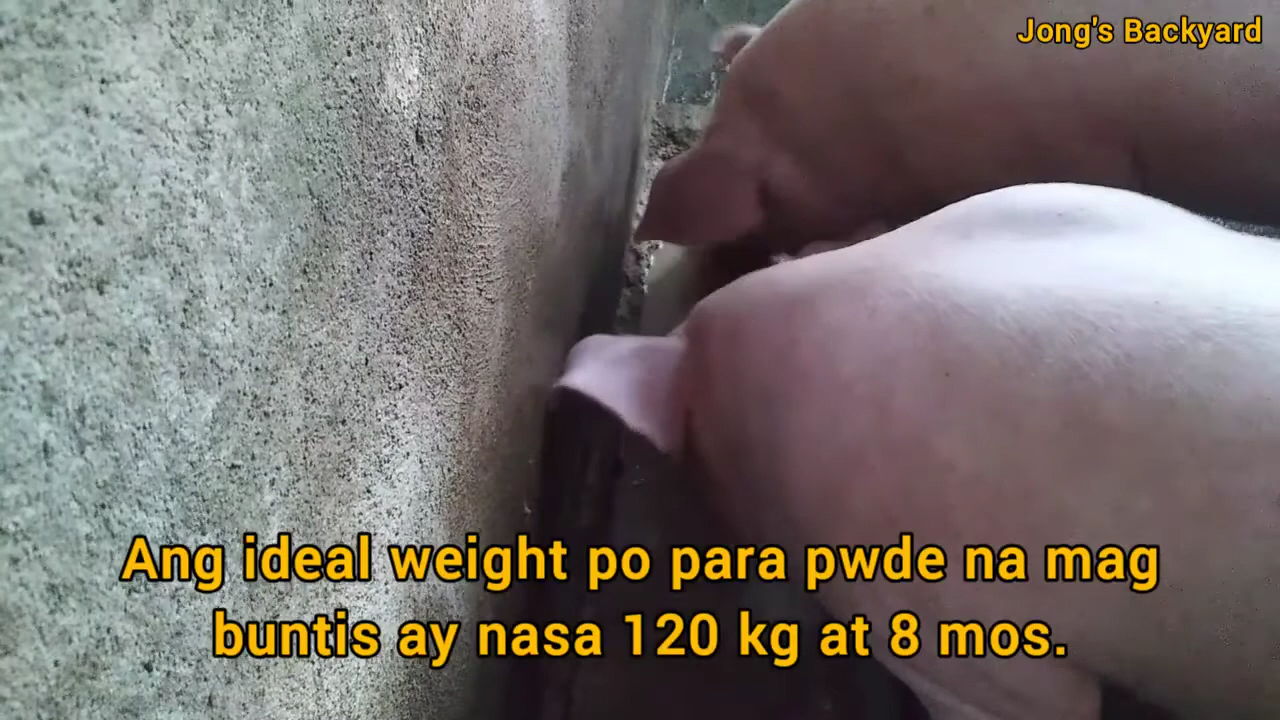 Jong's Backyard
Ang ideal weight po para pwde na mag
buntis ay nasa 120 kg at 8 mos.